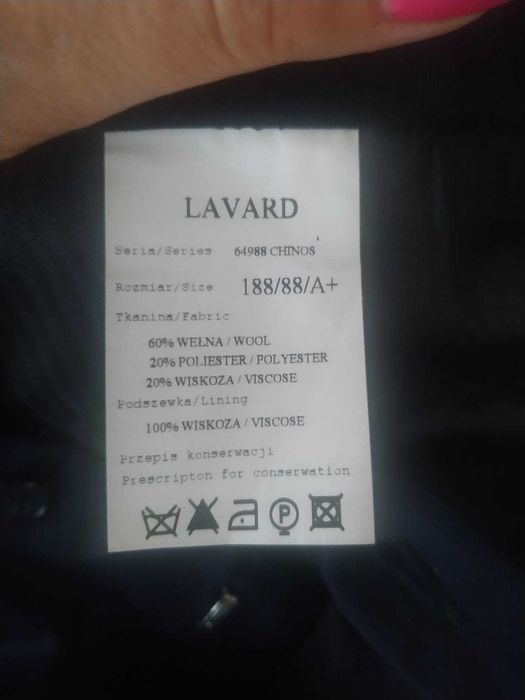 LAVARD
Seria/Series 64988 CHINOS
Rozmiar/Size 188/88/A+
Tkanina/Fabric
60% WEŁNA / WOOL
20% POLIESTER / POLYESTER
20% WISKOZA / VISCOSE
Podszewka/Lining
100% WISKOZA / VISCOSE
Przepis konserwacji
Prescripton for conserwation
P